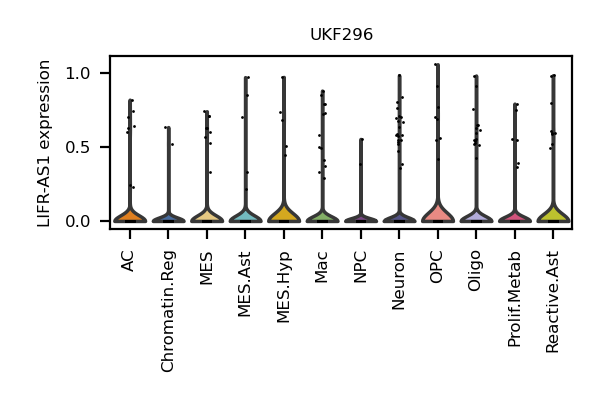 UKF296
LIFR-AS1 expression
1.0
0.5
0.0
AC
Chromatin.Reg
MES
MES.Ast
MES.Hyp
Mac
NPC
Neuron
OPC
Oligo
Prolif.Metab
Reactive.Ast